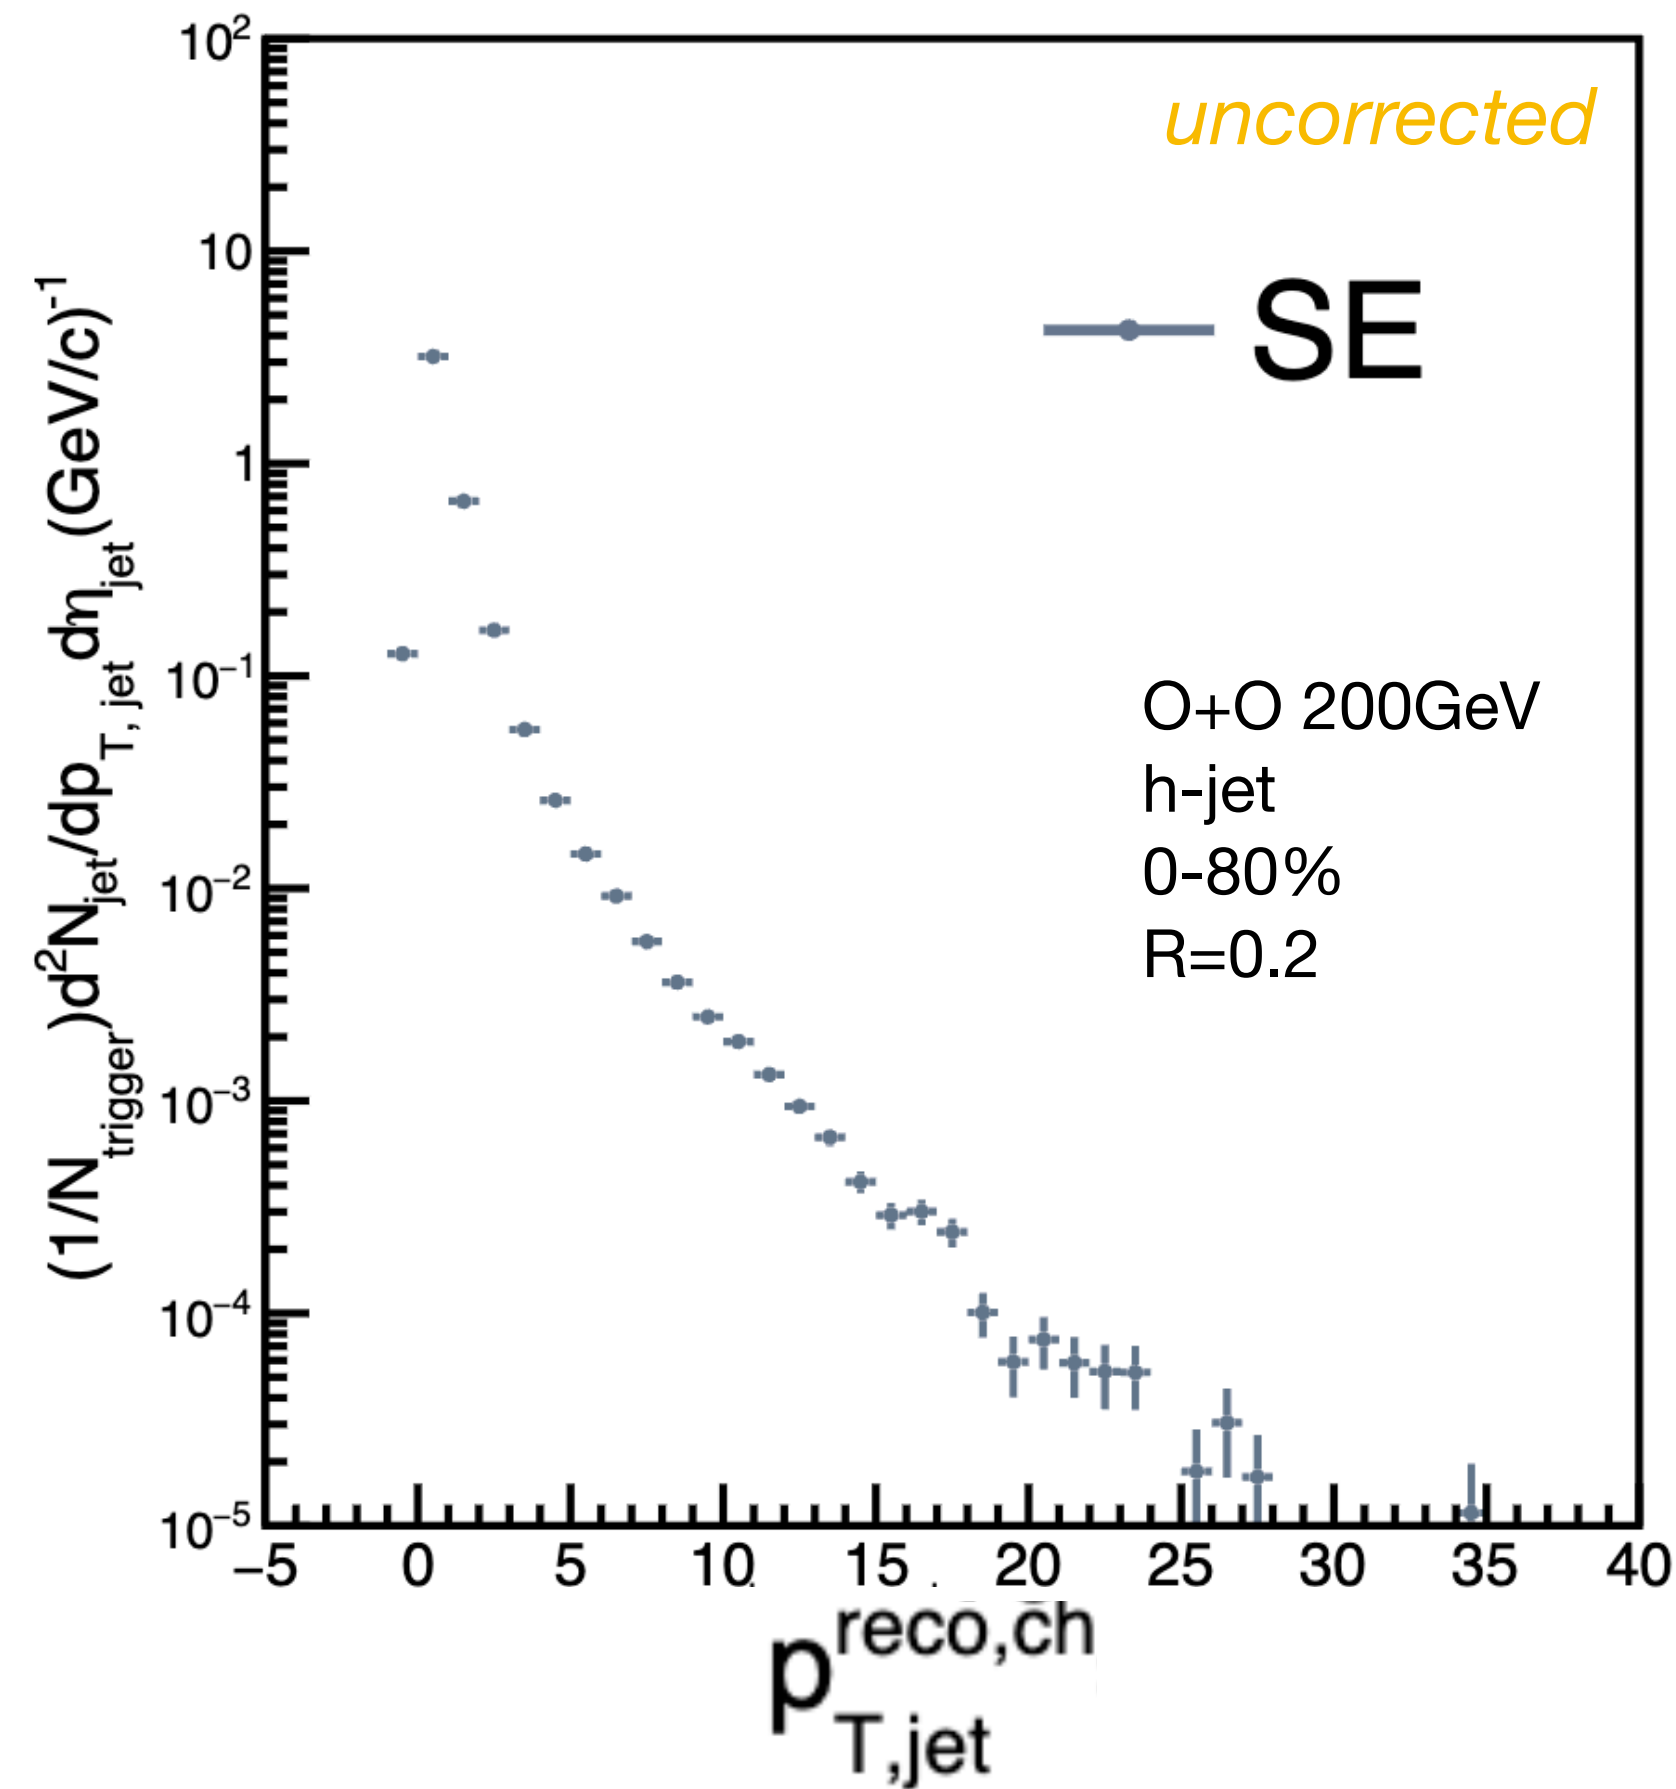 uncorrected
SE
O+O 200GeV
h-jet
0-80%
R=0.2
(1/N_trigger)d²N_jet/dp_T, jet dη_jet (GeV/c)⁻¹
10²
10
1
10⁻¹
10⁻²
10⁻³
10⁻⁴
10⁻⁵
−5 0 5 10 15 20 25 30 35 40
p_T,jet^reco,ch